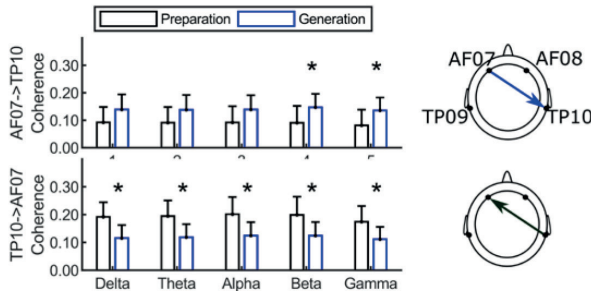 Preparation Generation
AF07->TP10
Coherence
0.30
0.20
0.10
0.00
*
*
AF07
AF08
TP09
TP10
TP10->AF07
Coherence
0.30
0.20
0.10
0.00
*
*
*
*
*
Delta Theta Alpha Beta Gamma